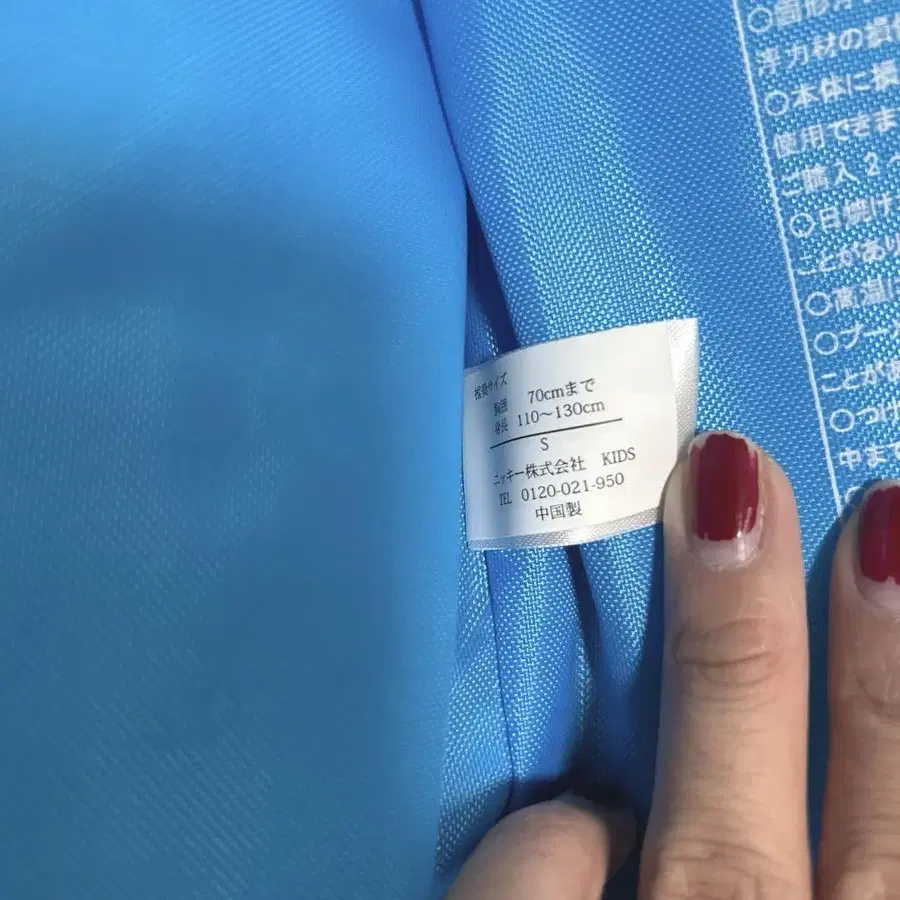 推奨サイズ
胸囲 70cmまで
身長 110～130cm
S
ニッキー株式会社 KIDS
TEL 0120-021-950
中国製
○固形浮
浮力材の損
○本体に損
使用できま
ご購入2～
○日焼け
ことがあり
○高温に
○プー
ことがあ
○つけ
中まで